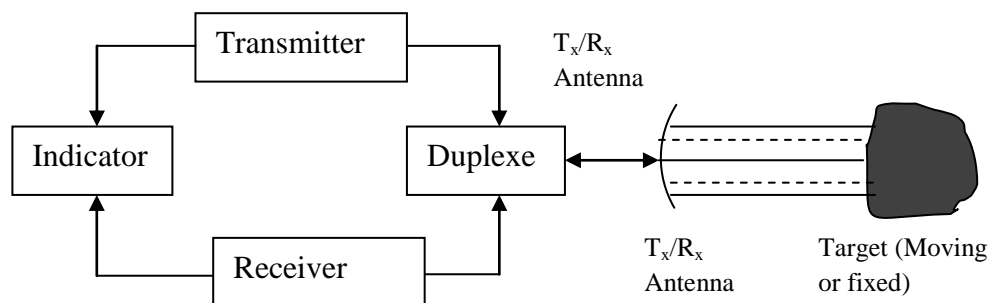 Transmitter
Tₓ/Rₓ
Antenna
Indicator
Duplexe
Receiver
Tₓ/Rₓ
Antenna
Target (Moving
or fixed)